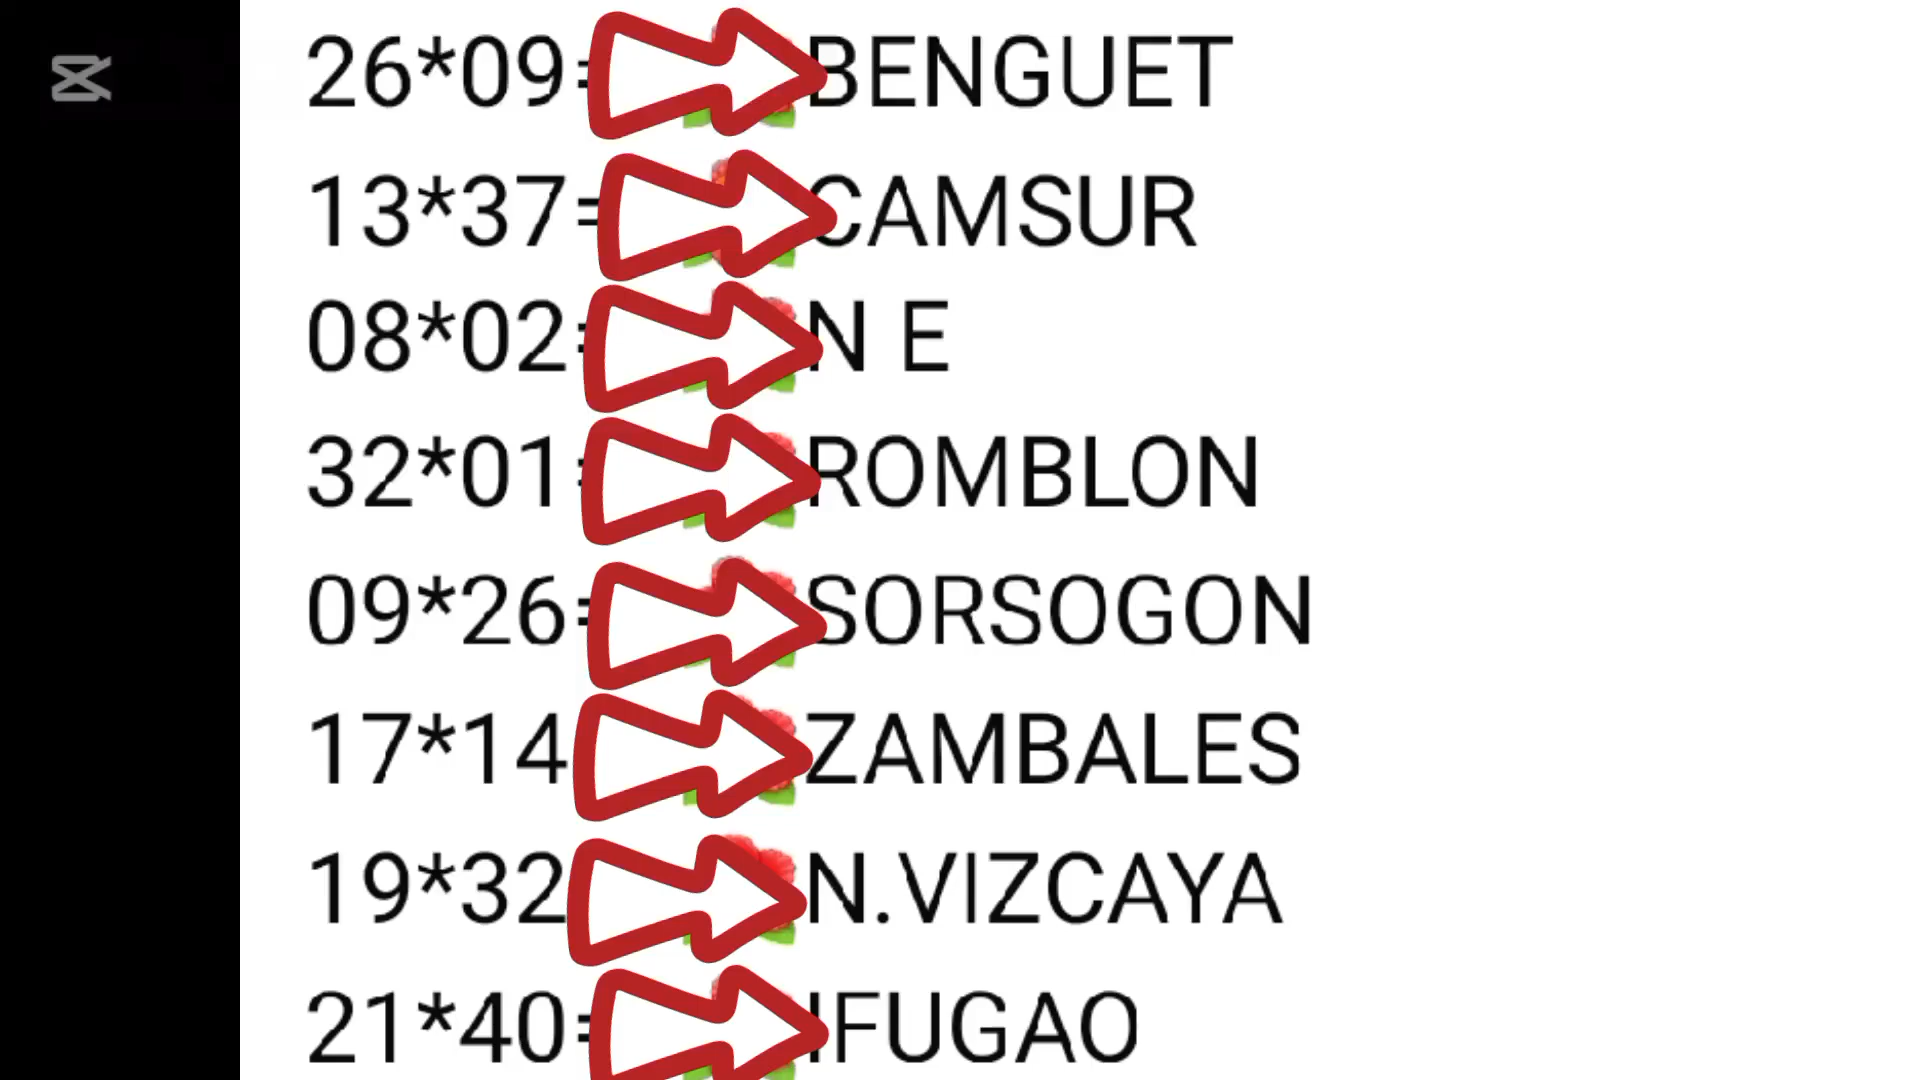 26*09= BENGUET
13*37= CAMSUR
08*02= N E
32*01= ROMBLON
09*26= SORSOGON
17*14 ZAMBALES
19*32 N.VIZCAYA
21*40= IFUGAO